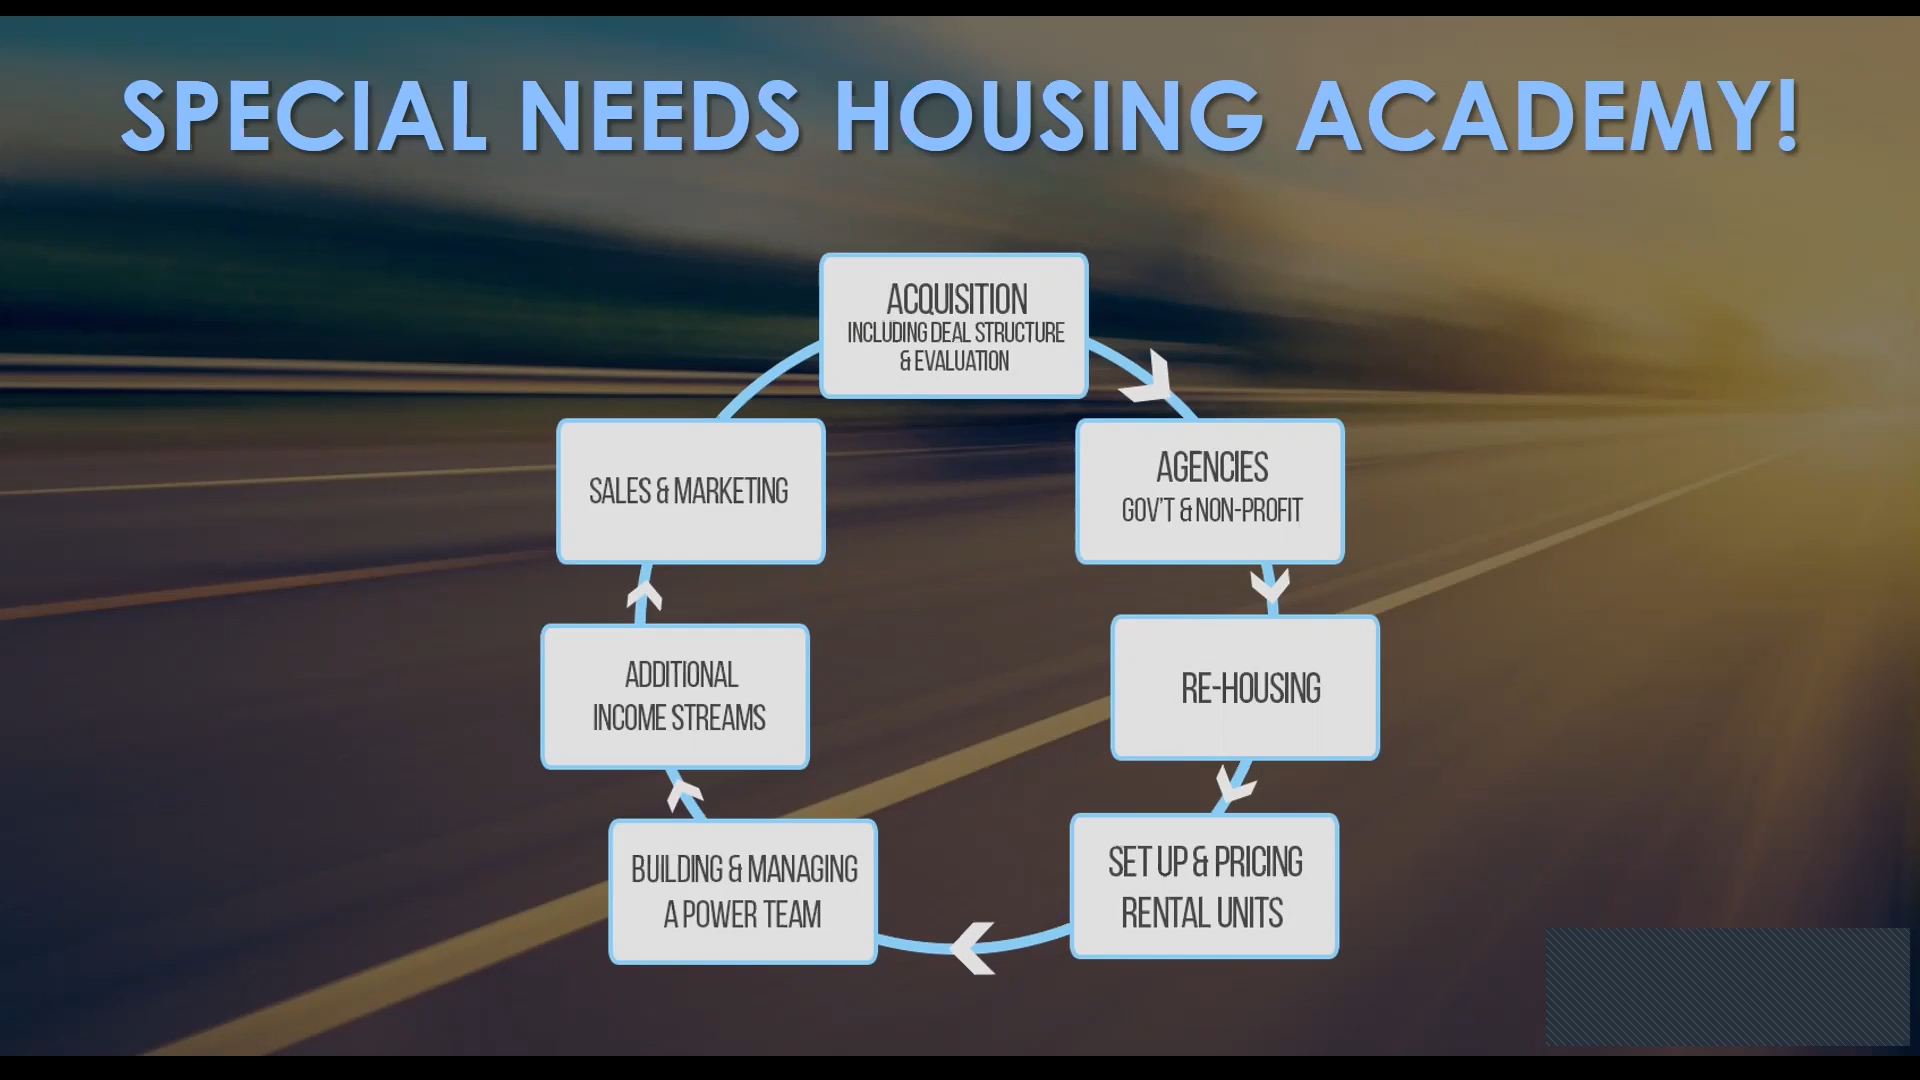 SPECIAL NEEDS HOUSING ACADEMY!
ACQUISITION
INCLUDING DEAL STRUCTURE
& EVALUATION
AGENCIES
GOV'T & NON-PROFIT
RE-HOUSING
SET UP & PRICING
RENTAL UNITS
BUILDING & MANAGING
A POWER TEAM
ADDITIONAL
INCOME STREAMS
SALES & MARKETING